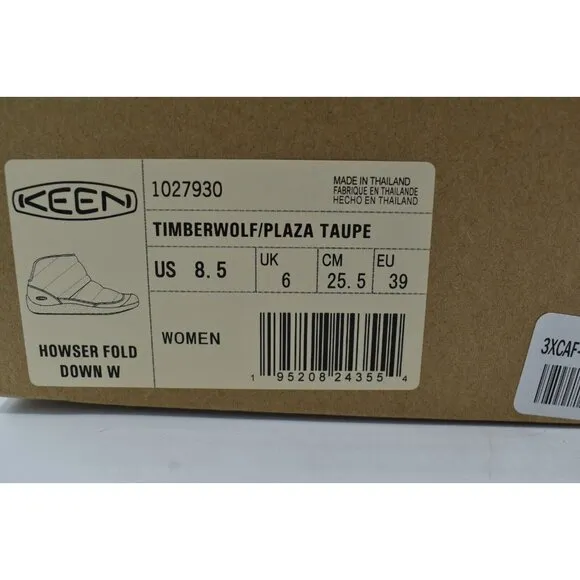 KEEN
1027930
MADE IN THAILAND
FABRIQUE EN THAILANDE
HECHO EN THAILAND
TIMBERWOLF/PLAZA TAUPE
US 8.5
UK 6
CM 25.5
EU 39
HOWSER FOLD
DOWN W
WOMEN
1 95208 24355 4
3XCAF-